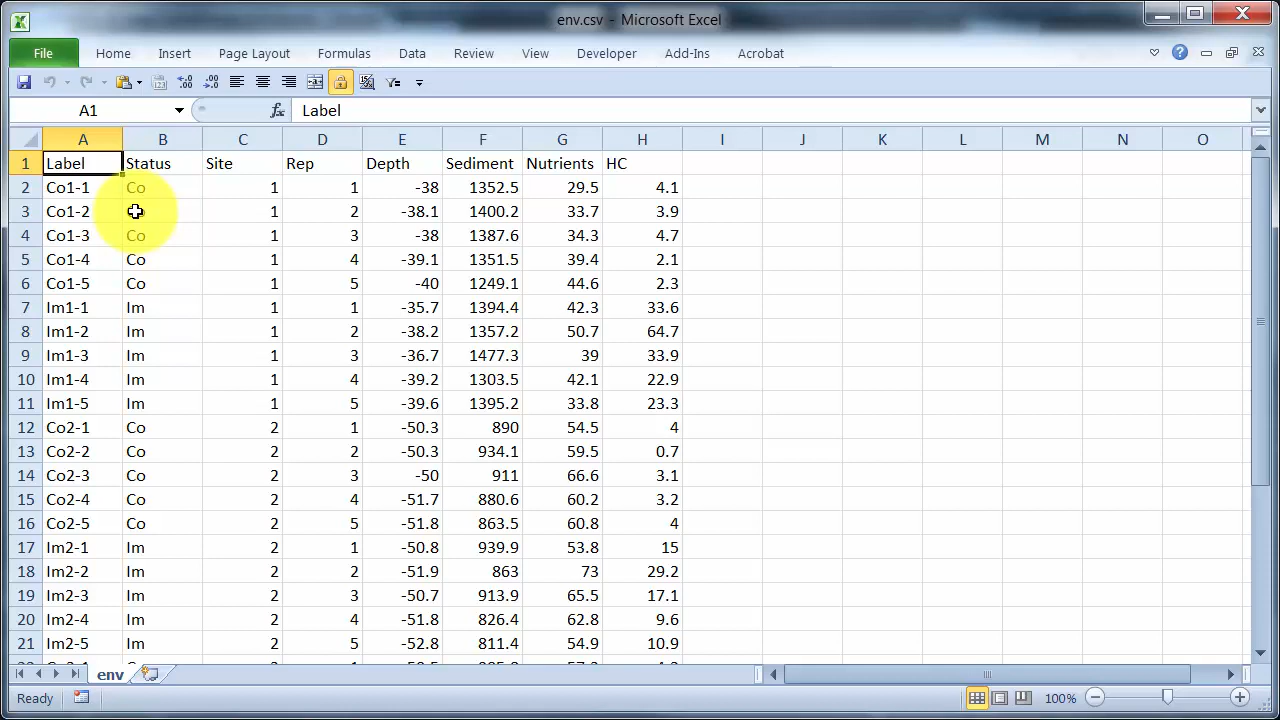 env.csv - Microsoft Excel
File Home Insert Page Layout Formulas Data Review View Developer Add-Ins Acrobat
A1 fx Label
A B C D E F G H I J K L M N O
1 Label Status Site Rep Depth Sediment Nutrients HC
2 Co1-1 Co 1 1 -38 1352.5 29.5 4.1
3 Co1-2 1 2 -38.1 1400.2 33.7 3.9
4 Co1-3 Co 1 3 -38 1387.6 34.3 4.7
5 Co1-4 Co 1 4 -39.1 1351.5 39.4 2.1
6 Co1-5 Co 1 5 -40 1249.1 44.6 2.3
7 Im1-1 Im 1 1 -35.7 1394.4 42.3 33.6
8 Im1-2 Im 1 2 -38.2 1357.2 50.7 64.7
9 Im1-3 Im 1 3 -36.7 1477.3 39 33.9
10 Im1-4 Im 1 4 -39.2 1303.5 42.1 22.9
11 Im1-5 Im 1 5 -39.6 1395.2 33.8 23.3
12 Co2-1 Co 2 1 -50.3 890 54.5 4
13 Co2-2 Co 2 2 -50.3 934.1 59.5 0.7
14 Co2-3 Co 2 3 -50 911 66.6 3.1
15 Co2-4 Co 2 4 -51.7 880.6 60.2 3.2
16 Co2-5 Co 2 5 -51.8 863.5 60.8 4
17 Im2-1 Im 2 1 -50.8 939.9 53.8 15
18 Im2-2 Im 2 2 -51.9 863 73 29.2
19 Im2-3 Im 2 3 -50.7 913.9 65.5 17.1
20 Im2-4 Im 2 4 -51.8 826.4 62.8 9.6
21 Im2-5 Im 2 5 -52.8 811.4 54.9 10.9
env
Ready 100%